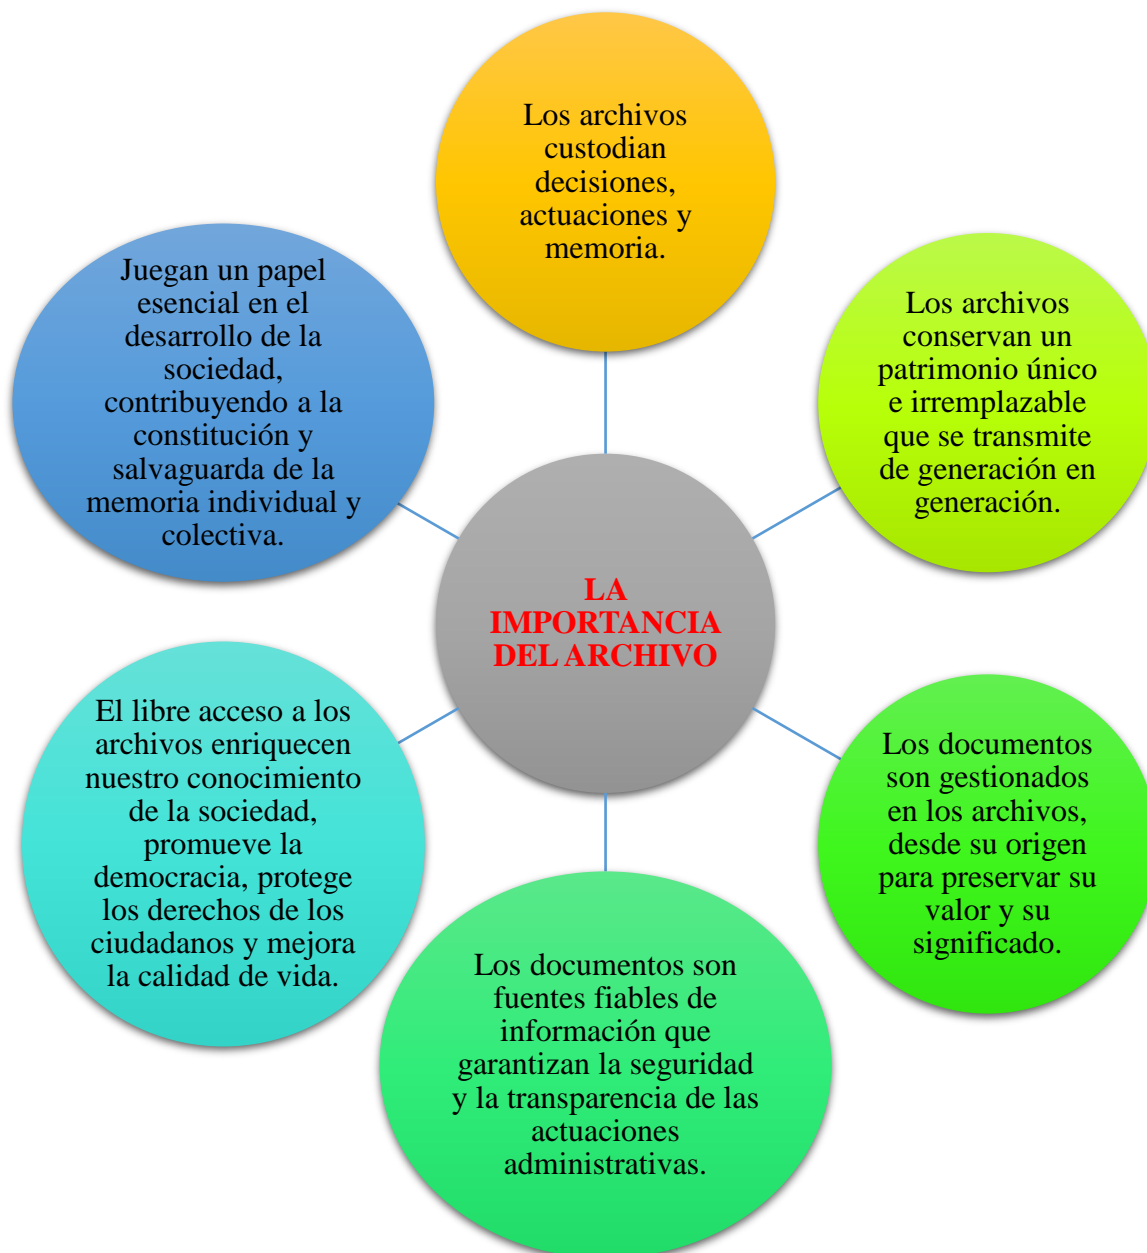 Los archivos
custodian
decisiones,
actuaciones y
memoria.
Los archivos
conservan un
patrimonio único
e irremplazable
que se transmite
de generación en
generación.
Los documentos
son gestionados
en los archivos,
desde su origen
para preservar su
valor y su
significado.
Los documentos son
fuentes fiables de
información que
garantizan la seguridad
y la transparencia de las
actuaciones
administrativas.
El libre acceso a los
archivos enriquecen
nuestro conocimiento
de la sociedad,
promueve la
democracia, protege
los derechos de los
ciudadanos y mejora
la calidad de vida.
Juegan un papel
esencial en el
desarrollo de la
sociedad,
contribuyendo a la
constitución y
salvaguarda de la
memoria individual y
colectiva.
LA
IMPORTANCIA
DEL ARCHIVO